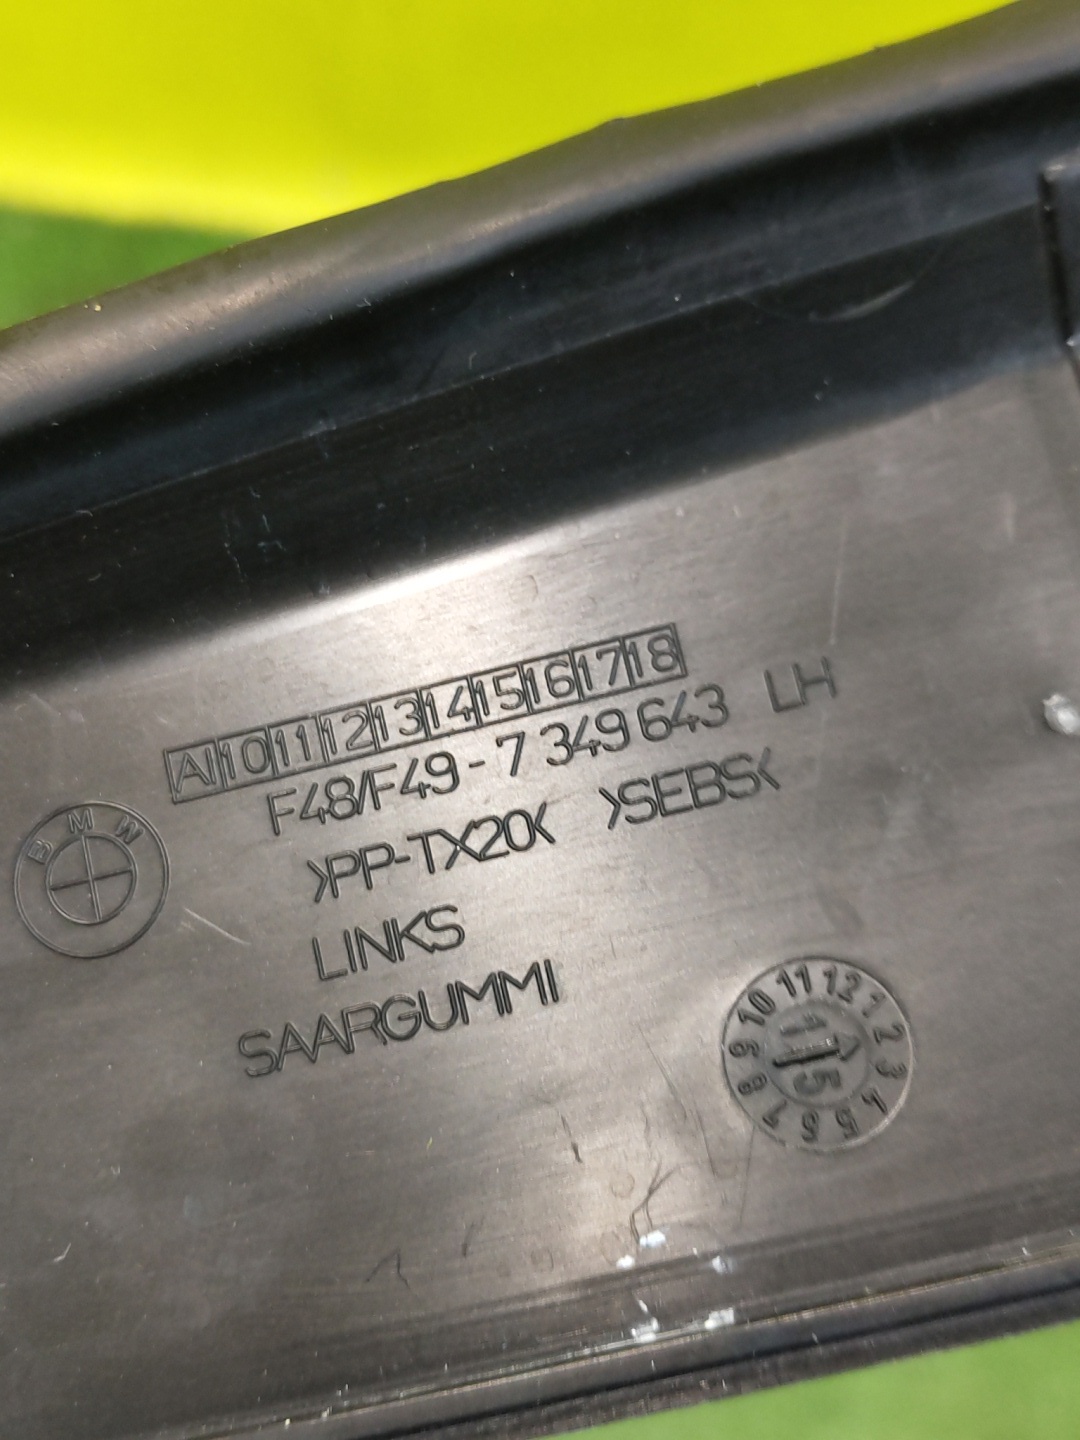 AI 10 11 12 13 14 15 16 17 18
F48/F49 - 7 349 643 LH
>PP-TX20< >SEBS<
BMW
LINKS
SAARGUMMI
1 2 3 4 5 6 7 8 9 10 11 12
15